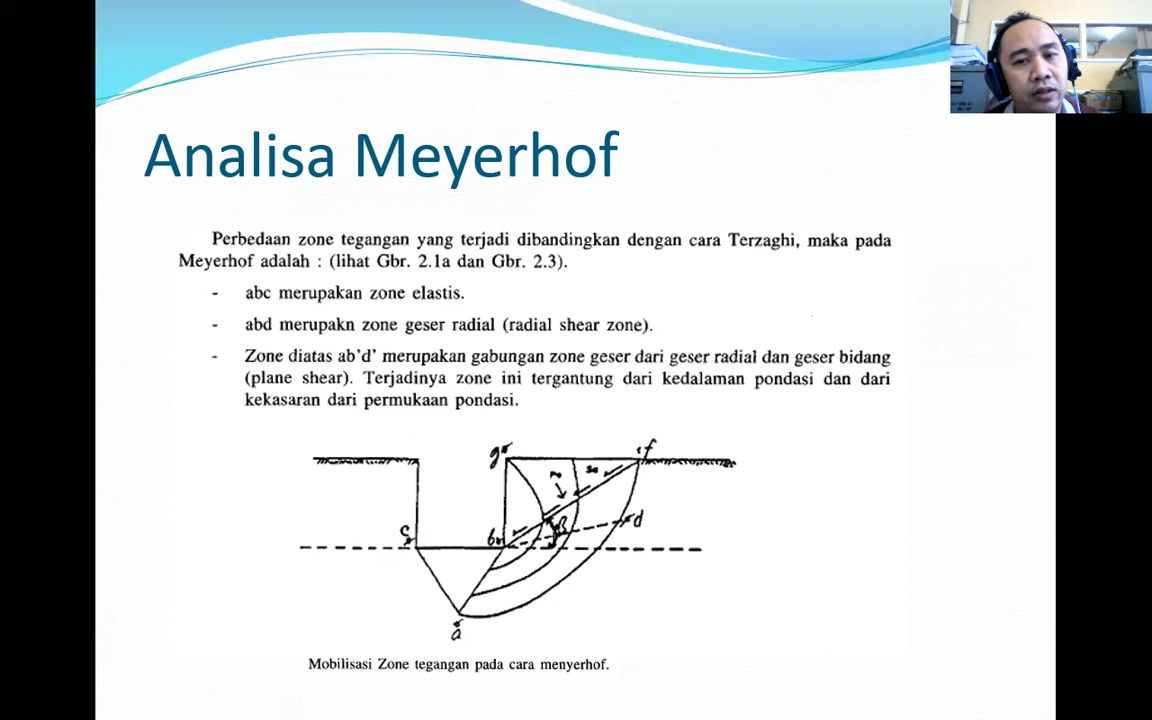 Analisa Meyerhof
Perbedaan zone tegangan yang terjadi dibandingkan dengan cara Terzaghi, maka pada
Meyerhof adalah : (lihat Gbr. 2.1a dan Gbr. 2.3).
- abc merupakan zone elastis.
- abd merupakn zone geser radial (radial shear zone).
- Zone diatas ab'd' merupakan gabungan zone geser dari geser radial dan geser bidang
(plane shear). Terjadinya zone ini tergantung dari kedalaman pondasi dan dari
kekasaran dari permukaan pondasi.
g
f
d
β
c
b
a
Mobilisasi Zone tegangan pada cara menyerhof.